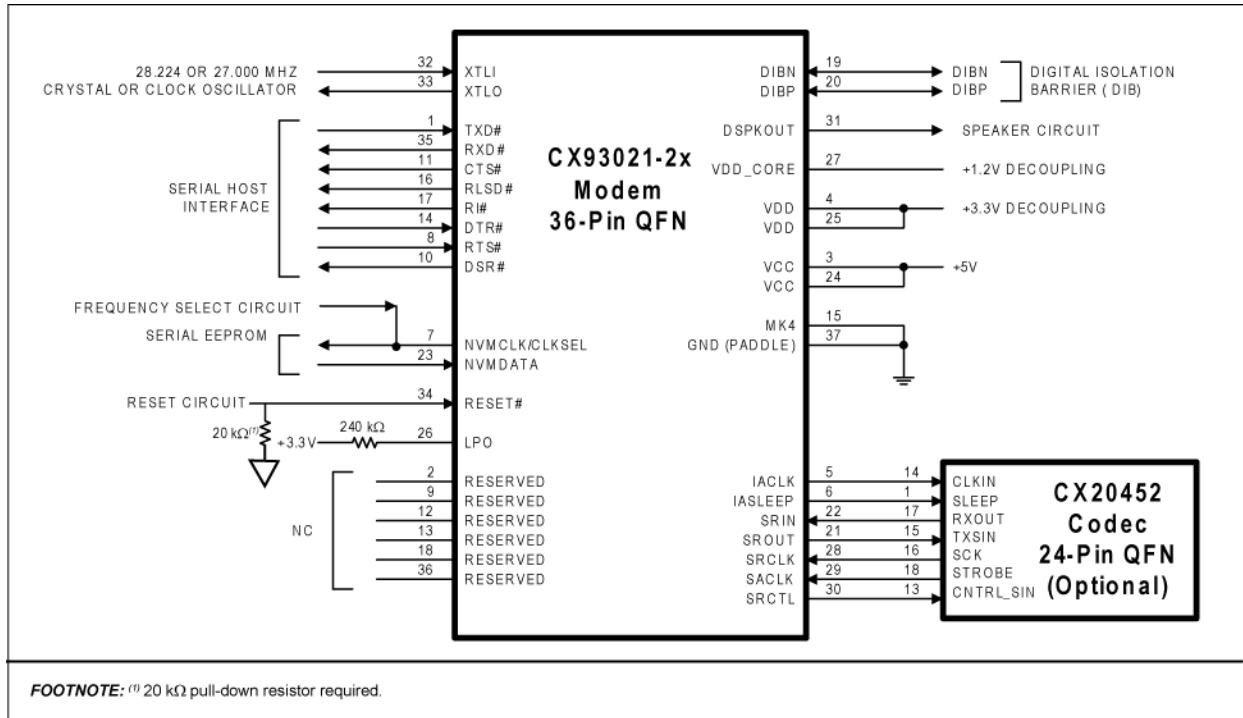 28.224 OR 27.000 MHZ
CRYSTAL OR CLOCK OSCILLATOR
32
33
XTLI
XTLO
SERIAL HOST
INTERFACE
1 TXD#
35 RXD#
11 CTS#
16 RLSD#
17 RI#
14 DTR#
8 RTS#
10 DSR#
FREQUENCY SELECT CIRCUIT
SERIAL EEPROM
7 NVMCLK/CLKSEL
23 NVMDATA
RESET CIRCUIT
34 RESET#
20 kΩ(1)
+3.3V
240 kΩ
26 LPO
NC
2 RESERVED
9 RESERVED
12 RESERVED
13 RESERVED
18 RESERVED
36 RESERVED
CX93021-2x
Modem
36-Pin QFN
DIBN 19 DIBN
DIBP 20 DIBP
DIGITAL ISOLATION
BARRIER ( DIB)
DSPKOUT 31 SPEAKER CIRCUIT
VDD_CORE 27 +1.2V DECOUPLING
VDD 4 +3.3V DECOUPLING
VDD 25
VCC 3 +5V
VCC 24
MK4 15
GND (PADDLE) 37
IACLK 5 14 CLKIN
IASLEEP 6 1 SLEEP
SRIN 22 17 RXOUT
SROUT 21 15 TXSIN
SRCLK 28 16 SCK
SACLK 29 18 STROBE
SRCTL 30 13 CNTRL_SIN
CX20452
Codec
24-Pin QFN
(Optional)
FOOTNOTE: (1) 20 kΩ pull-down resistor required.